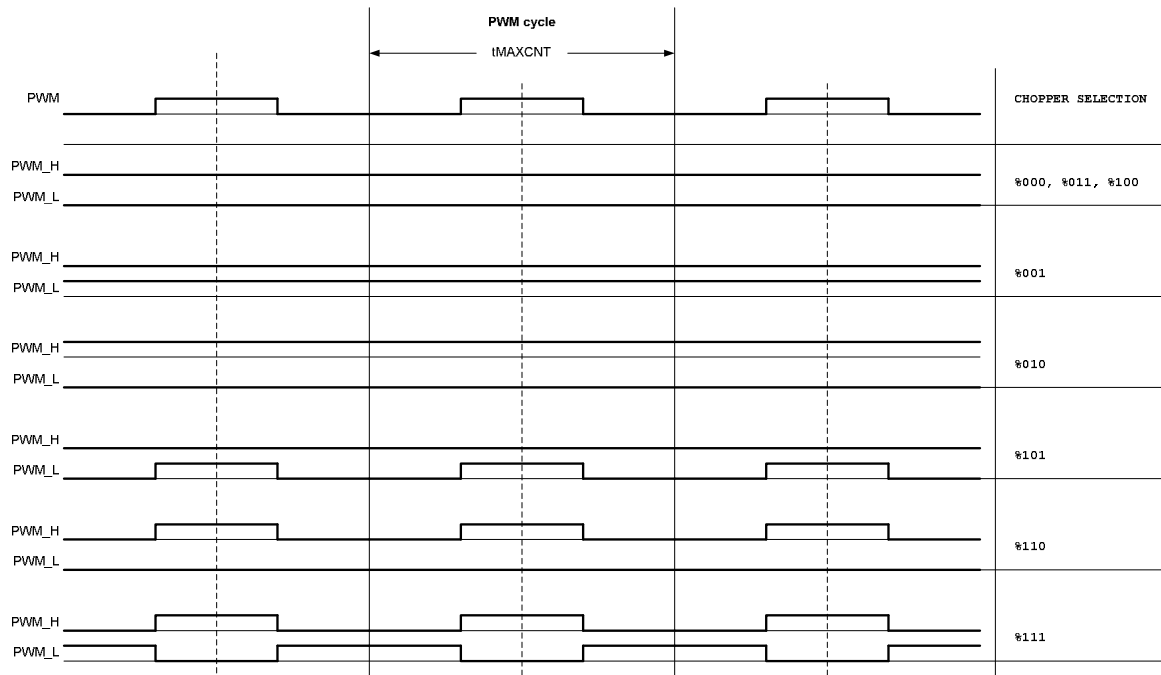 PWM cycle
tMAXCNT
PWM
CHOPPER SELECTION
PWM_H
PWM_L
%000, %011, %100
PWM_H
PWM_L
%001
PWM_H
PWM_L
%010
PWM_H
PWM_L
%101
PWM_H
PWM_L
%110
PWM_H
PWM_L
%111